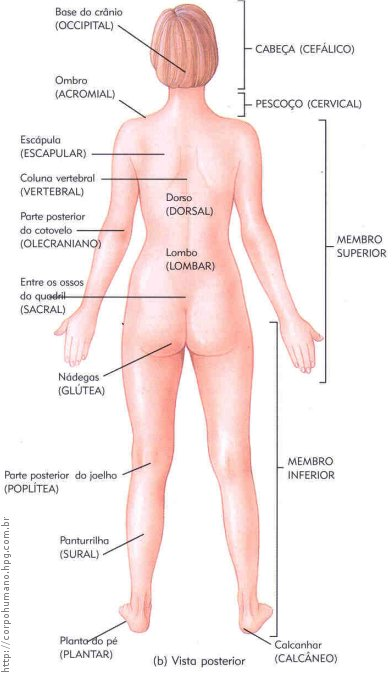 Base do crânio
(OCCIPITAL)
CABEÇA (CEFÁLICO)
Ombro
(ACROMIAL)
PESCOÇO (CERVICAL)
Escápula
(ESCAPULAR)
Coluna vertebral
(VERTEBRAL)
Dorso
(DORSAL)
Parte posterior
do cotovelo
(OLECRANIANO)
MEMBRO
SUPERIOR
Lombo
(LOMBAR)
Entre os ossos
do quadril
(SACRAL)
Nádegas
(GLÚTEA)
MEMBRO
INFERIOR
Parte posterior do joelho
(POPLÍTEA)
Panturrilha
(SURAL)
Planta do pé
(PLANTAR)
Calcanhar
(CALCÂNEO)
(b) Vista posterior
http://corpohumano.hpg.com.br